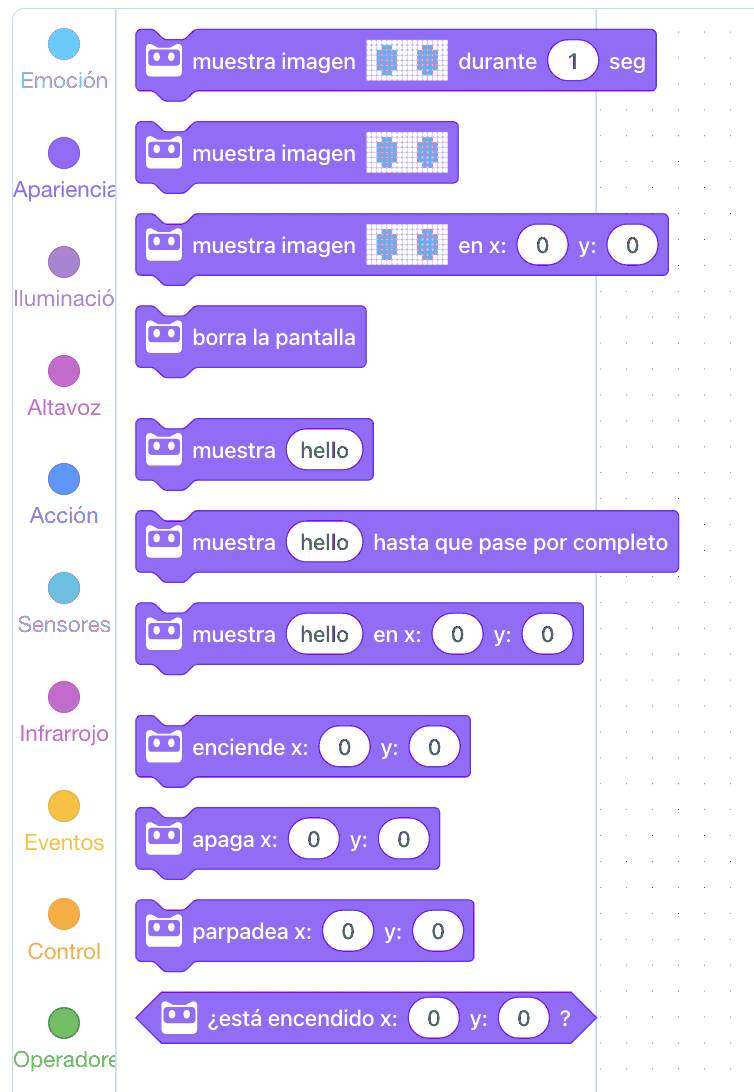 Emoción
Apariencia
Iluminació
Altavoz
Acción
Sensores
Infrarrojo
Eventos
Control
Operadore
muestra imagen durante 1 seg
muestra imagen
muestra imagen en x: 0 y: 0
borra la pantalla
muestra hello
muestra hello hasta que pase por completo
muestra hello en x: 0 y: 0
enciende x: 0 y: 0
apaga x: 0 y: 0
parpadea x: 0 y: 0
¿está encendido x: 0 y: 0 ?